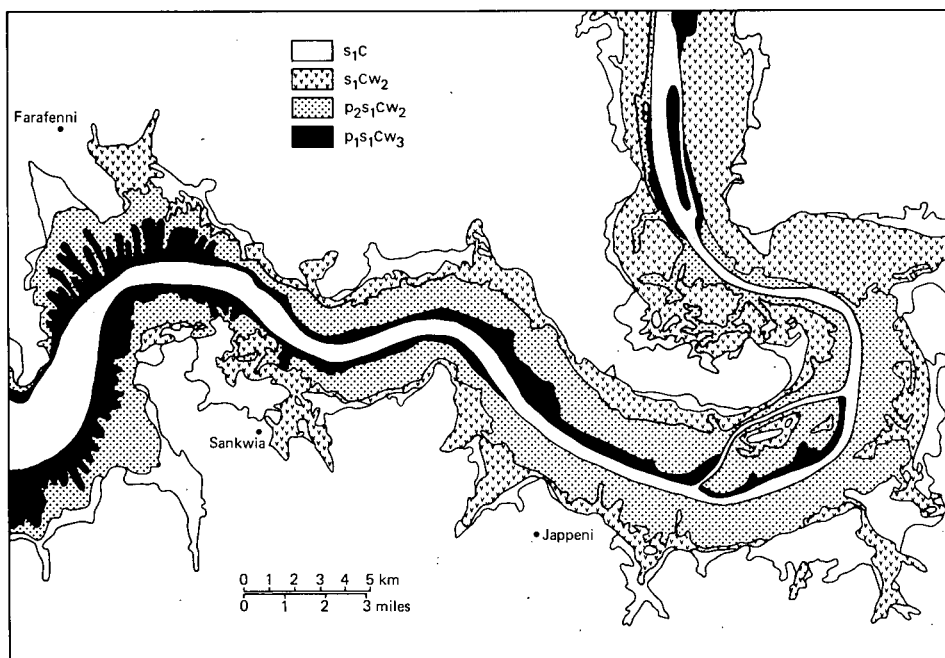 s₁C
s₁Cw₂
p₂s₁Cw₂
p₁s₁Cw₃
Farafenni
Sankwia
Jappeni
0 1 2 3 4 5 km
0 1 2 3 miles